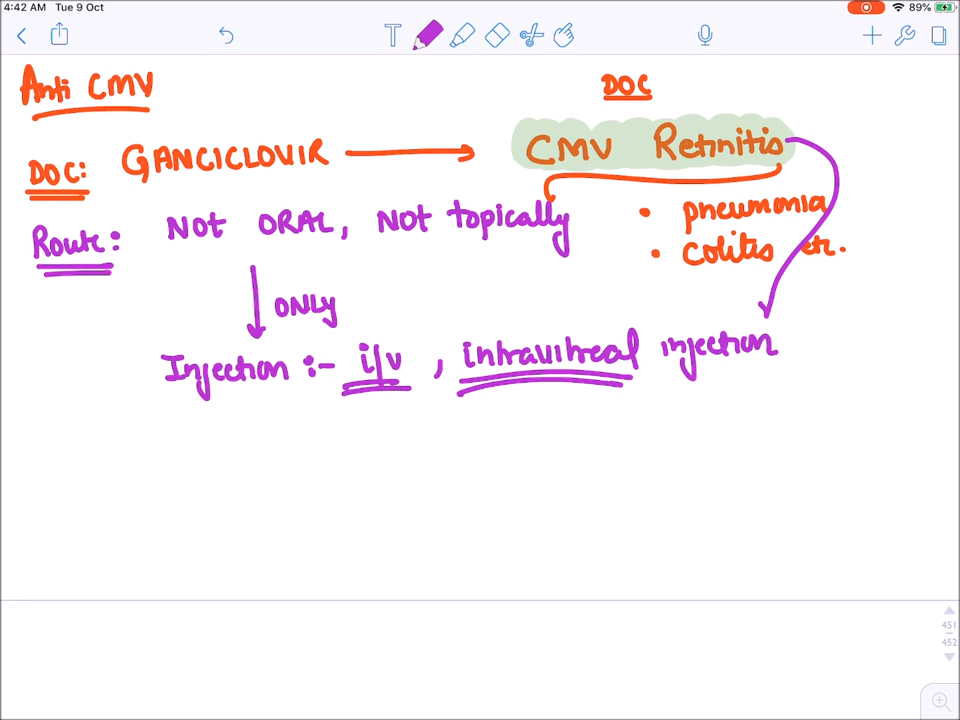 4:42 AM Tue 9 Oct 89%
T
Anti CMV
DOC
DOC: GANCICLOVIR CMV Retinitis
• pneumonia
Route: NOT ORAL, NOT topically
• Colitis etc.
ONLY
Injection :- i/v , intravitreal injection
451
452